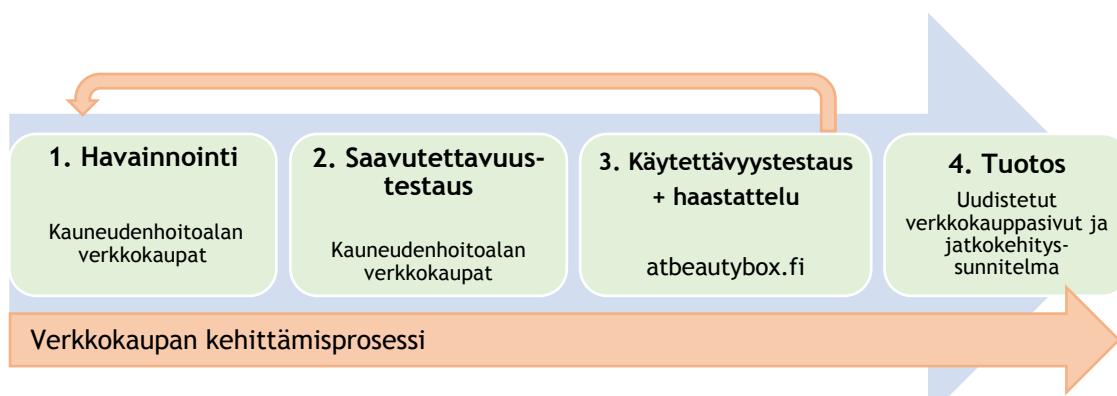 1. Havainnointi
Kauneudenhoitoalan
verkkokaupat
2. Saavutettavuus-
testaus
Kauneudenhoitoalan
verkkokaupat
3. Käytettävyystestaus
+ haastattelu
atbeautybox.fi
4. Tuotos
Uudistetut
verkkokauppasivut ja
jatkokehitys-
sunnitelma
Verkkokaupan kehittämisprosessi